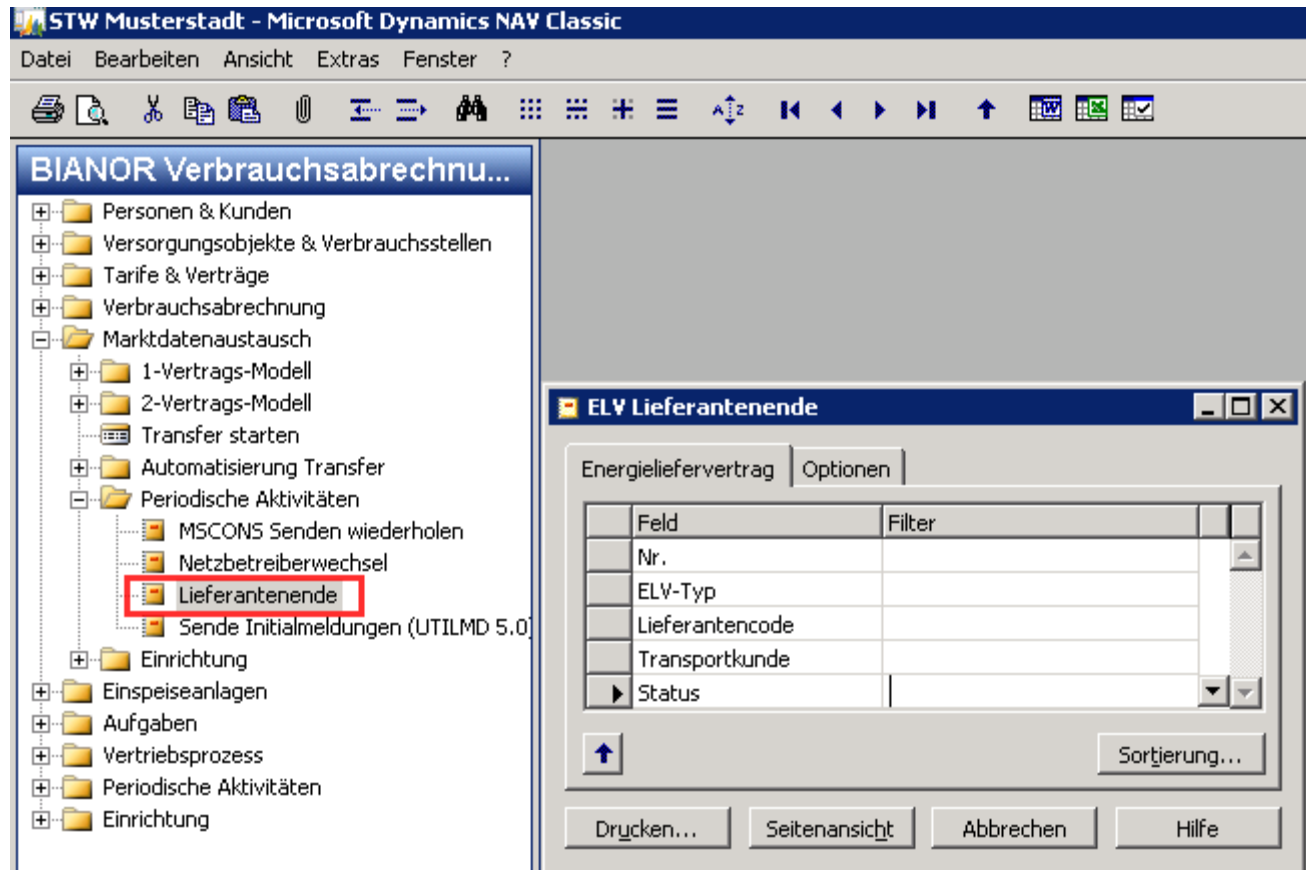 STW Musterstadt - Microsoft Dynamics NAV Classic
Datei Bearbeiten Ansicht Extras Fenster ?
BIANOR Verbrauchsabrechnu...
Personen & Kunden
Versorgungsobjekte & Verbrauchsstellen
Tarife & Verträge
Verbrauchsabrechnung
Marktdatenaustausch
1-Vertrags-Modell
2-Vertrags-Modell
Transfer starten
Automatisierung Transfer
Periodische Aktivitäten
MSCONS Senden wiederholen
Netzbetreiberwechsel
Lieferantenende
Sende Initialmeldungen (UTILMD 5.0)
Einrichtung
Einspeiseanlagen
Aufgaben
Vertriebsprozess
Periodische Aktivitäten
Einrichtung
ELV Lieferantenende
Energieliefervertrag Optionen
Feld Filter
Nr.
ELV-Typ
Lieferantencode
Transportkunde
Status
Sortierung...
Drucken... Seitenansicht Abbrechen Hilfe